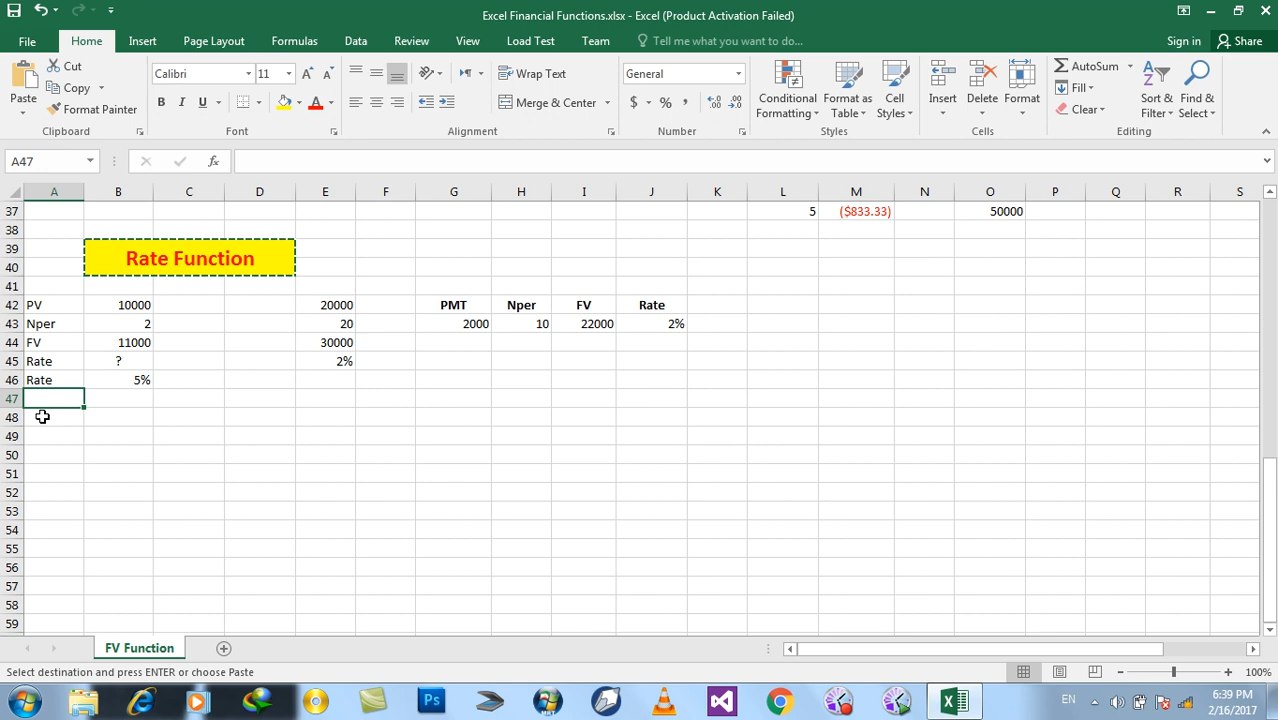 Excel Financial Functions.xlsx - Excel (Product Activation Failed)
File Home Insert Page Layout Formulas Data Review View Load Test Team Tell me what you want to do... Sign in Share
Paste
Cut
Copy
Format Painter
Clipboard
Calibri 11
B I U A
Font
Wrap Text
Merge & Center
Alignment
General
$ % ,
Number
Conditional Formatting
Format as Table
Cell Styles
Styles
Insert Delete Format
Cells
AutoSum
Fill
Clear
Sort & Filter
Find & Select
Editing
A47 fx
A B C D E F G H I J K L M N O P Q R S
37 5 ($833.33) 50000
38
39
Rate Function
40
41
42 PV 10000 20000 PMT Nper FV Rate
43 Nper 2 20 2000 10 22000 2%
44 FV 11000 30000
45 Rate ? 2%
46 Rate 5%
47
48
49
50
51
52
53
54
55
56
57
58
59
FV Function
Select destination and press ENTER or choose Paste 100%
Ps EN 6:39 PM
2/16/2017